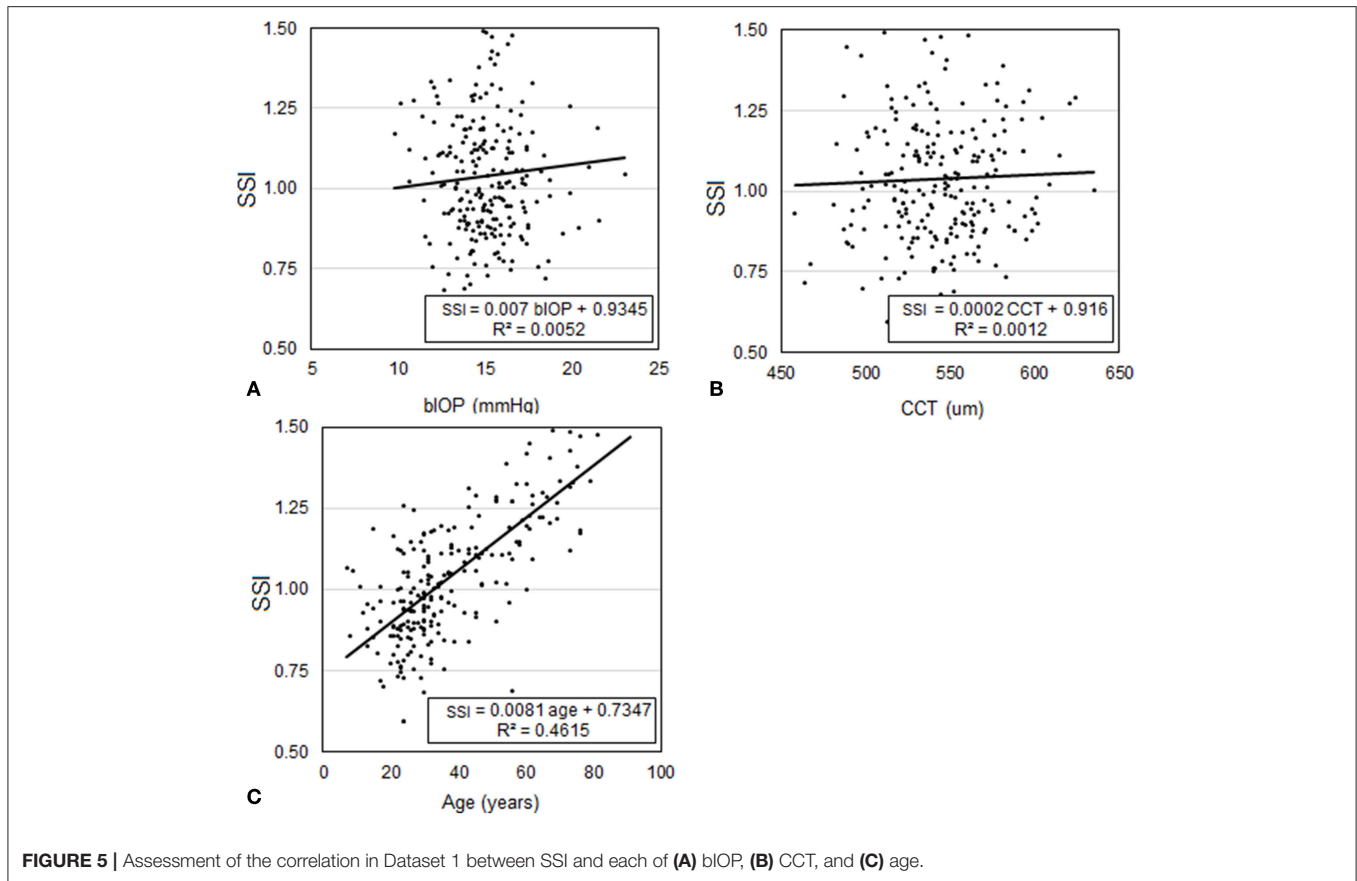 1.50
1.25
1.00
0.75
0.50
SSI
SSI = 0.007 bIOP + 0.9345
R² = 0.0052
5 10 15 20 25
A
bIOP (mmHg)
1.50
1.25
1.00
0.75
0.50
SSI
SSI = 0.0002 CCT + 0.916
R² = 0.0012
450 500 550 600 650
B
CCT (um)
1.50
1.25
1.00
0.75
0.50
SSI
SSI = 0.0081 age + 0.7347
R² = 0.4615
0 20 40 60 80 100
C
Age (years)
FIGURE 5 | Assessment of the correlation in Dataset 1 between SSI and each of (A) bIOP, (B) CCT, and (C) age.